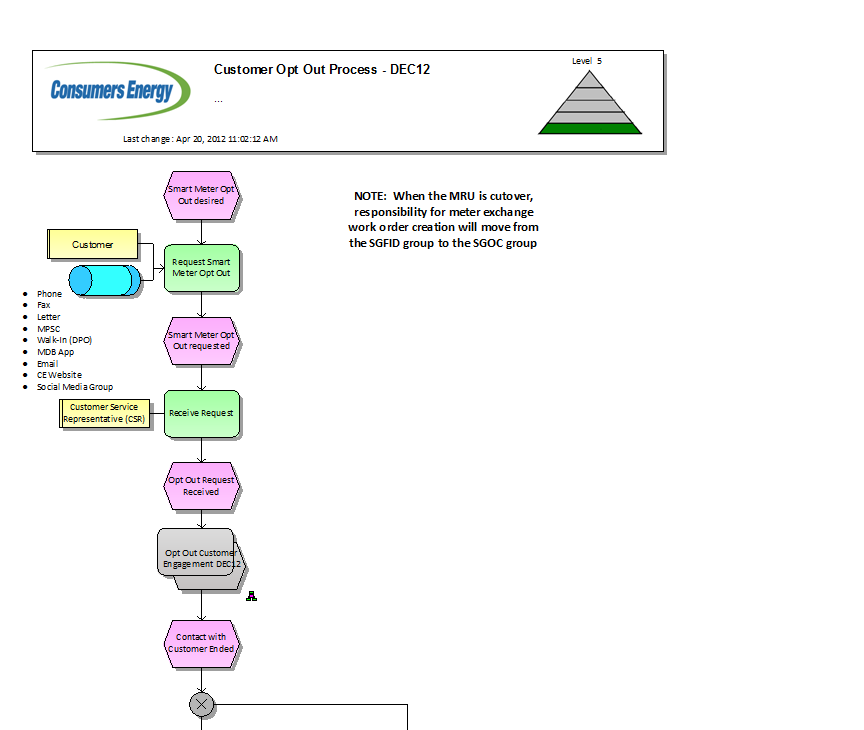 Level 5
Customer Opt Out Process - DEC12
Consumers Energy
...
Last change: Apr 20, 2012 11:02:12 AM
Smart Meter Opt
Out desired
NOTE: When the MRU is cutover,
responsibility for meter exchange
work order creation will move from
the SGFID group to the SGOC group
Customer
Request Smart
Meter Opt Out
• Phone
• Fax
• Letter
• MPSC
• Walk-In (DPO)
• MDB App
• Email
• CE Website
• Social Media Group
Smart Meter Opt
Out requested
Customer Service
Representative (CSR)
Receive Request
Opt Out Request
Received
Opt Out Customer
Engagement DEC12
Contact with
Customer Ended